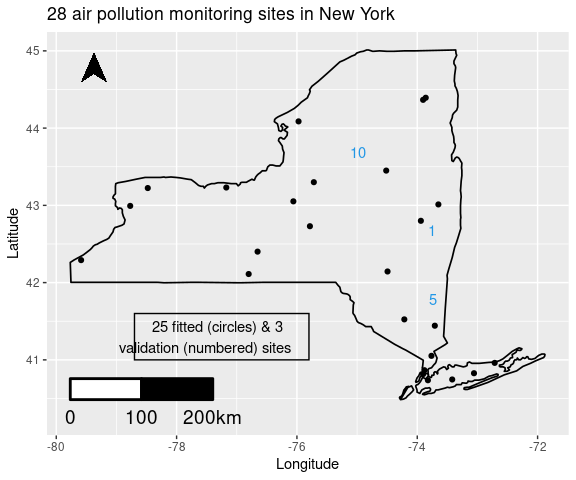 28 air pollution monitoring sites in New York
45
44
43
42
41
Latitude
10
1
5
25 fitted (circles) & 3
validation (numbered) sites
0 100 200km
-80 -78 -76 -74 -72
Longitude